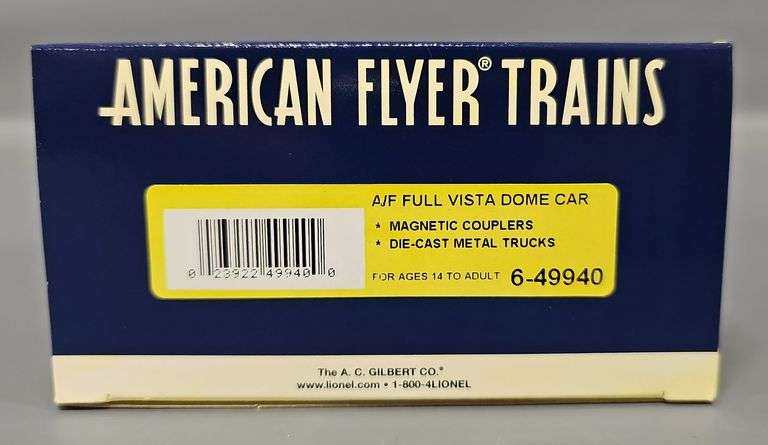 AMERICAN FLYER® TRAINS
A/F FULL VISTA DOME CAR
* MAGNETIC COUPLERS
* DIE-CAST METAL TRUCKS
0 23922 49940 0
FOR AGES 14 TO ADULT 6-49940
The A. C. GILBERT CO.®
www.lionel.com • 1-800-4LIONEL